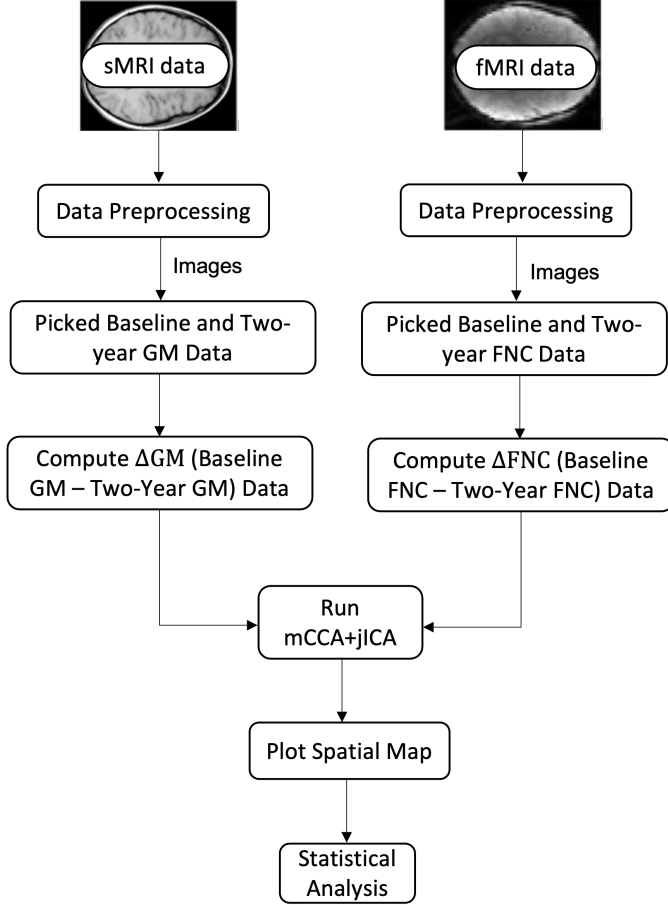 sMRI data
fMRI data
Data Preprocessing
Data Preprocessing
Images
Images
Picked Baseline and Two-
year GM Data
Picked Baseline and Two-
year FNC Data
Compute ΔGM (Baseline
GM – Two-Year GM) Data
Compute ΔFNC (Baseline
FNC – Two-Year FNC) Data
Run
mCCA+jICA
Plot Spatial Map
Statistical
Analysis